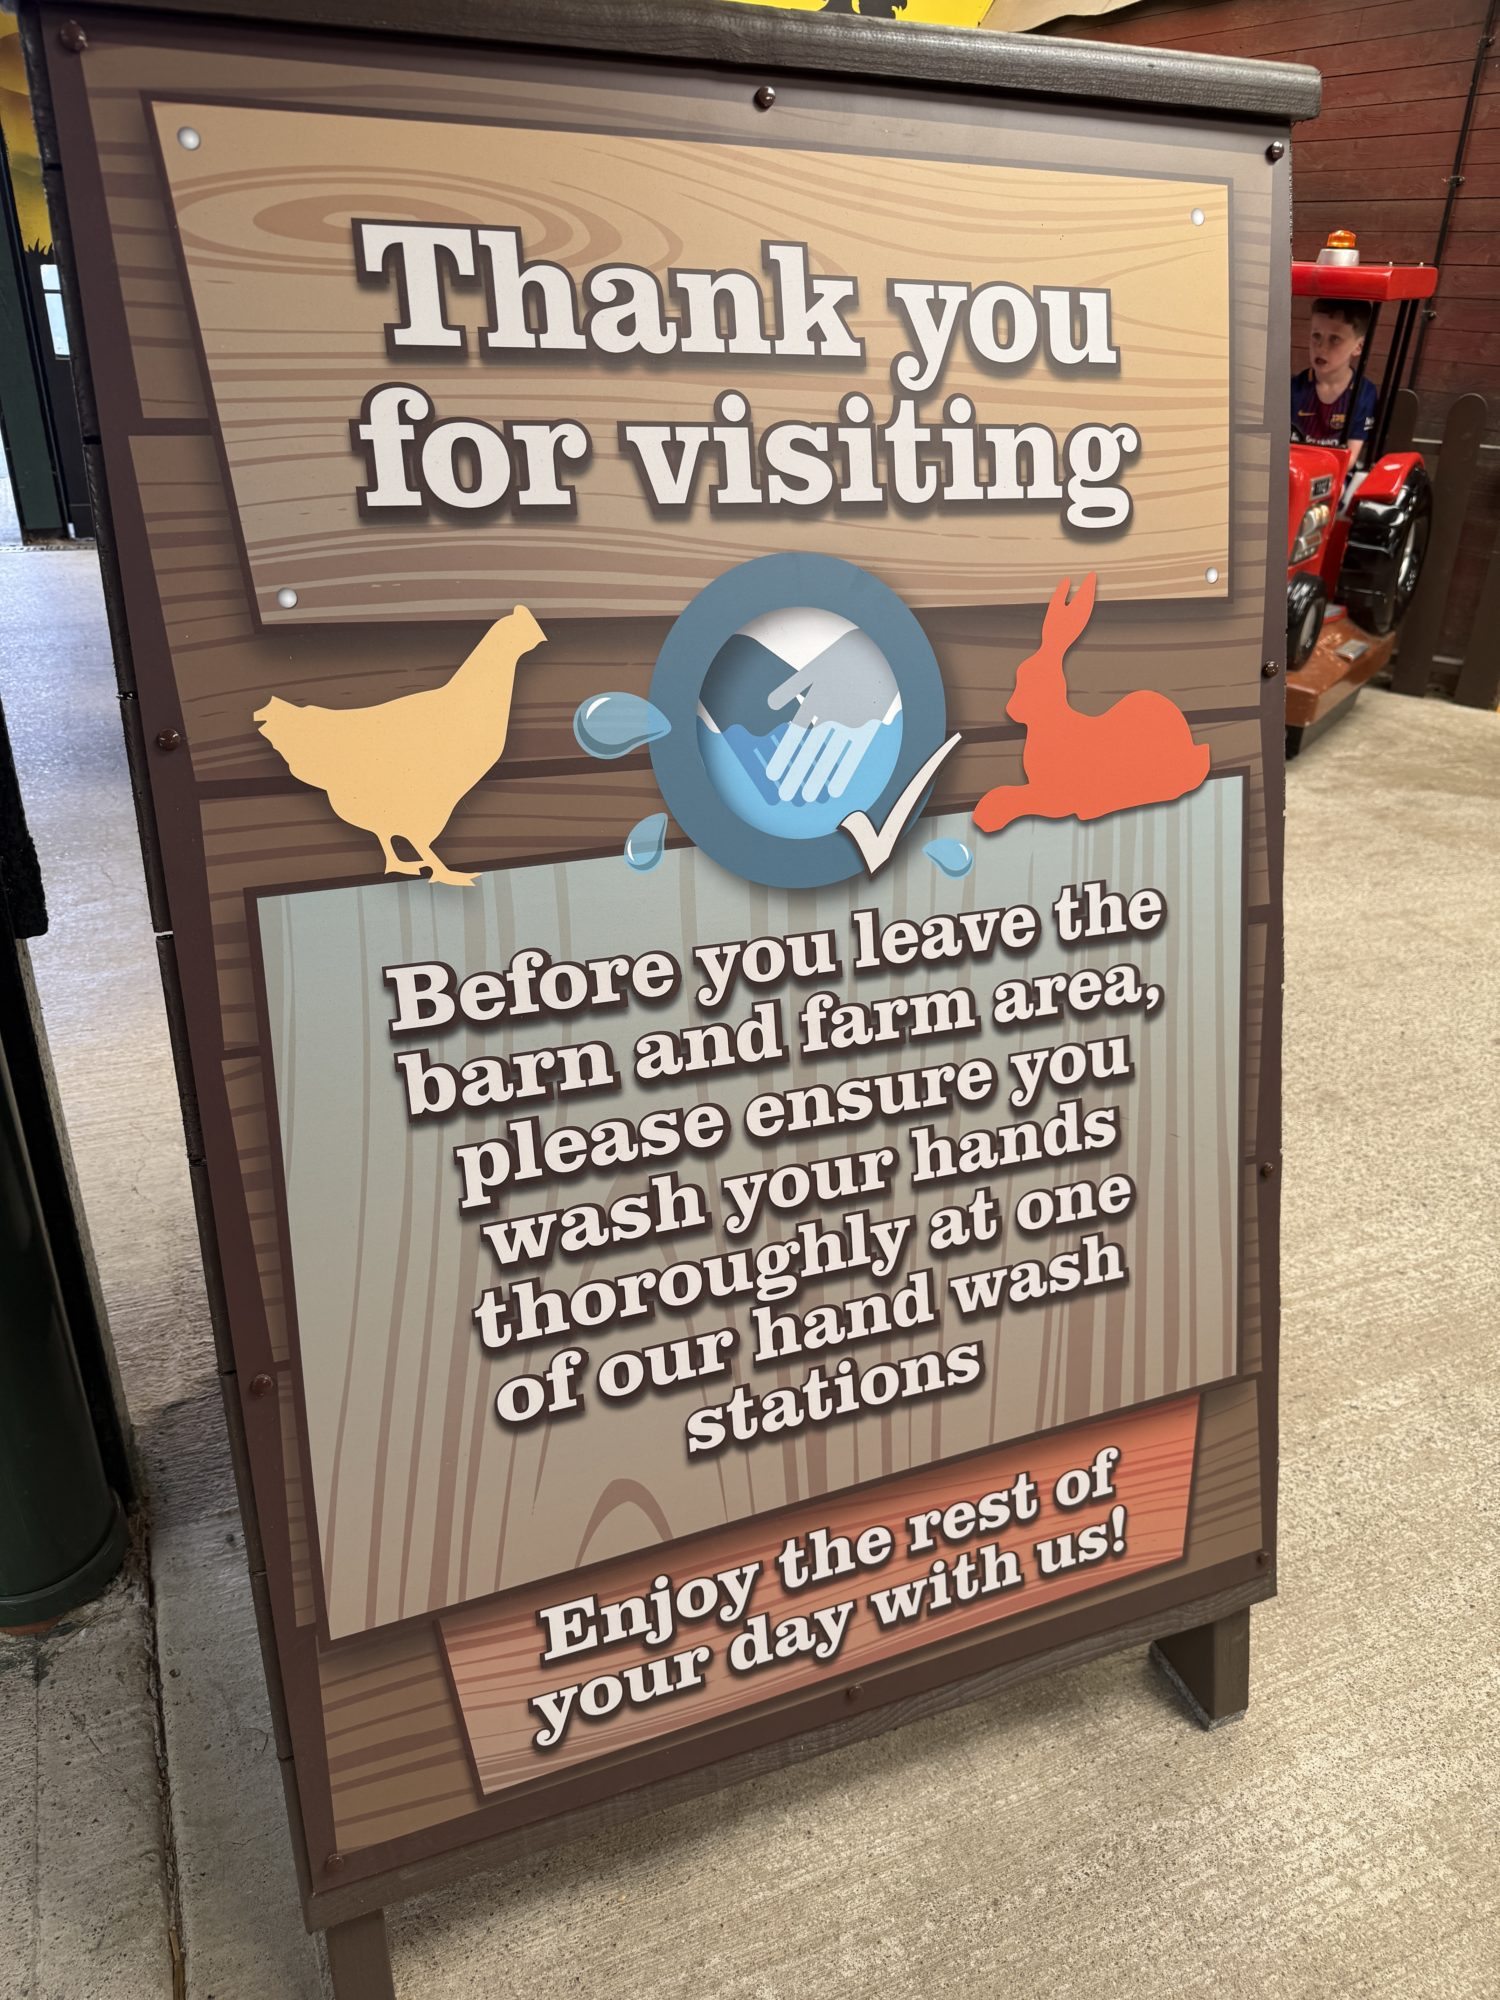 Thank you
for visiting
Before you leave the
barn and farm area,
please ensure you
wash your hands
thoroughly at one
of our hand wash
stations
Enjoy the rest of
your day with us!